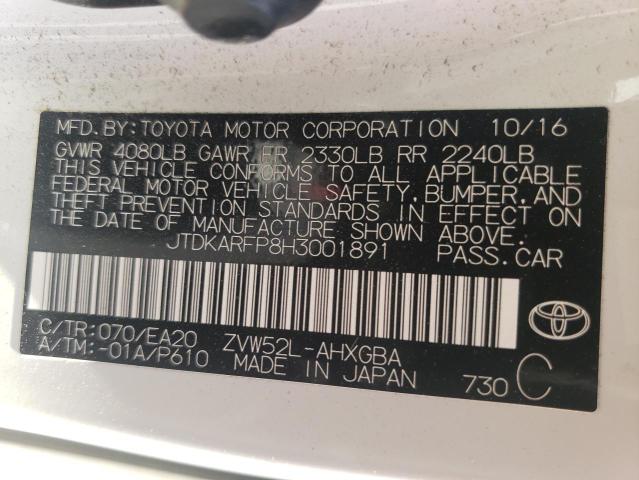 MFD.BY:TOYOTA MOTOR CORPORATION 10/16
GVWR 4080LB GAWR FR 2330LB RR 2240LB
THIS VEHICLE CONFORMS TO ALL APPLICABLE
FEDERAL MOTOR VEHICLE SAFETY,BUMPER,AND
THEFT PREVENTION STANDARDS IN EFFECT ON
THE DATE OF MANUFACTURE SHOWN ABOVE.
JTDKARFP8H3001891 PASS.CAR
C/TR:070/EA20 ZVW52L-AHXGBA
A/TM:-01A/P610 MADE IN JAPAN 730 C